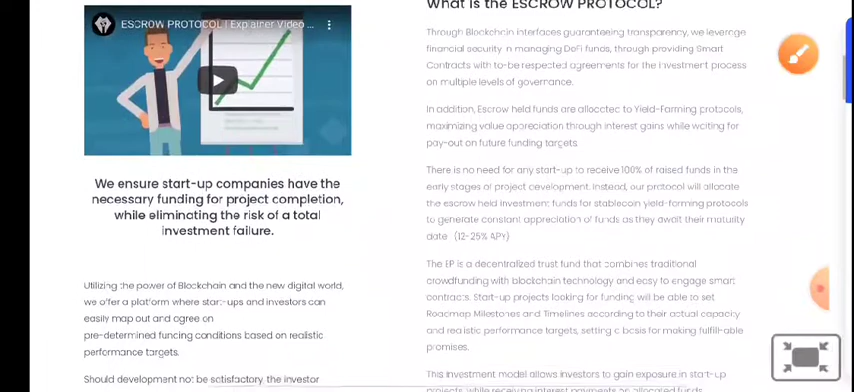 ESCROW PROTOCOL | Explainer Video ...
We ensure start-up companies have the
necessary funding for project completion,
while eliminating the risk of a total
investment failure.
Utilizing the power of Blockchain and the new digital world,
we offer a platform where start-ups and investors can
easily map out and agree on
pre-determined funcing conditions based on realistic
performance targets.
Should development not be satisfactory, the investor
What is the ESCROW PROTOCOL?
Through Blockchain interfaces guaranteeing transparency, we leverage
financial security in managing DeFi funds, through providing Smart
Contracts with to-be respected agreements for the investment process
on multiple levels of governance.
In addition, Escrow held funds are allocated to Yield-Farming protocols,
maximizing value appreciation through interest gains while waiting for
pay-out on future funding targets.
There is no need for any start-up to receive 100% of raised funds in the
early stages of project development. Instead, our protocol will allocate
the escrow held investment funds for stablecoin yield-farming protocols
to generate constant appreciation of funds as they await their maturity
date (12-25% APY)
The EP is a decentralized trust fund that combines traditional
crowdfunding with blockchain technology and easy to engage smart
contracts. Start-up projects looking for funding will be able to set
Roadmap Milestones and Timelines according to their actual capacity
and realistic performance targets, setting a basis for making fulfill-able
promises.
This investment model allows investors to gain exposure in start-up
projects while receiving interest payments on allocated funds